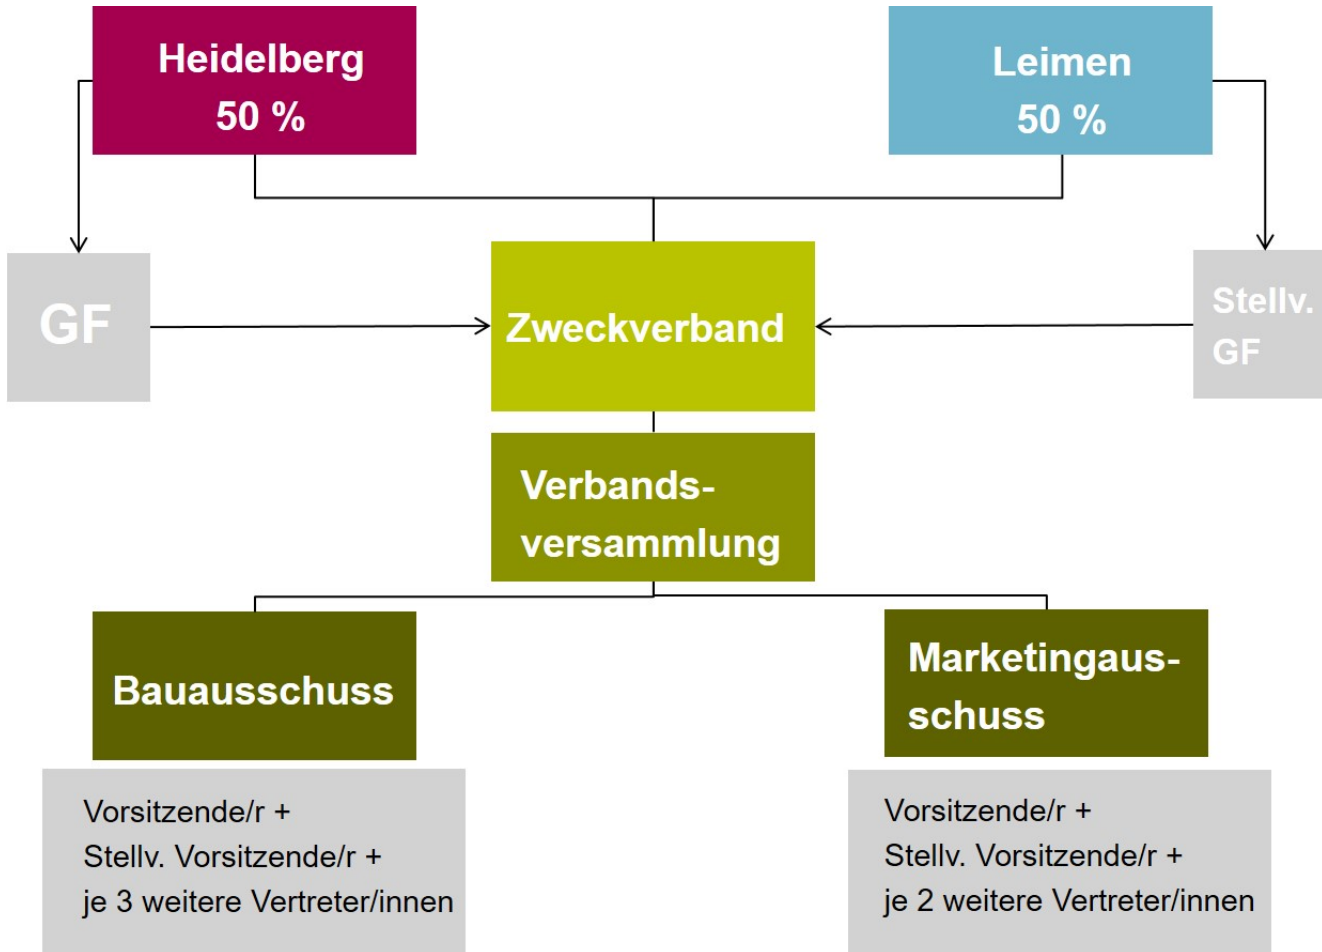 Heidelberg
50 %
Leimen
50 %
GF
Zweckverband
Stellv.
GF
Verbands-
versammlung
Bauausschuss
Marketingaus-
schuss
Vorsitzende/r +
Stellv. Vorsitzende/r +
je 3 weitere Vertreter/innen
Vorsitzende/r +
Stellv. Vorsitzende/r +
je 2 weitere Vertreter/innen